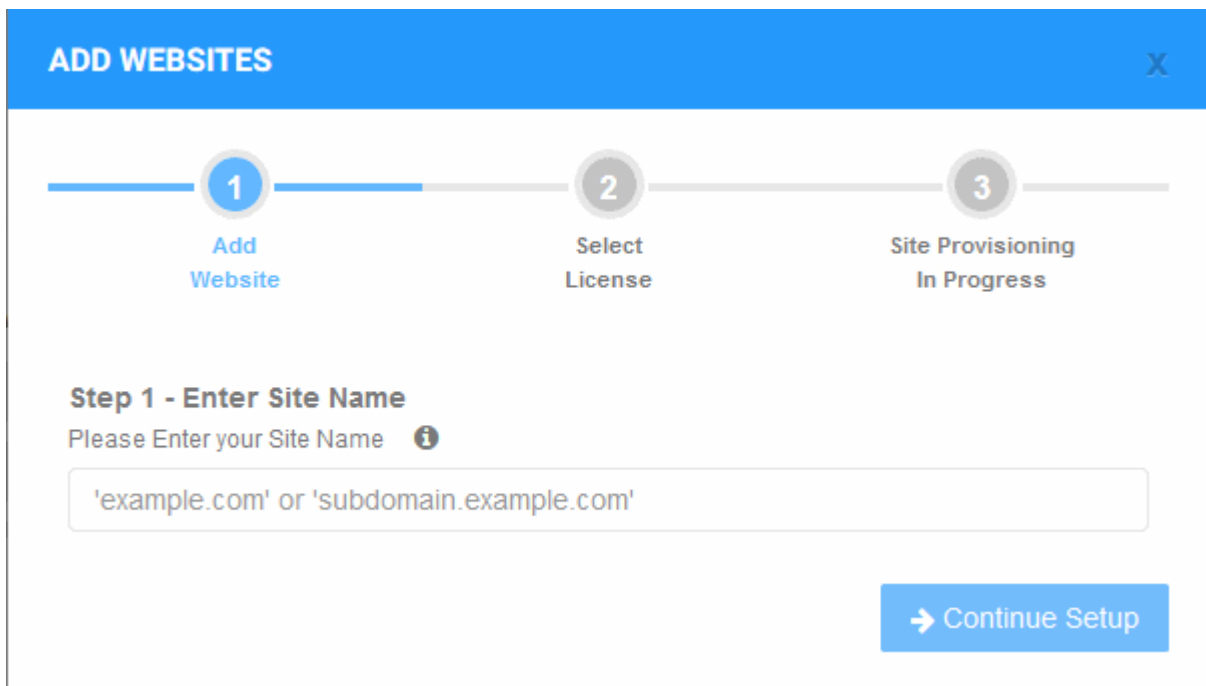 ADD WEBSITES
X
1
2
3
Add
Website
Select
License
Site Provisioning
In Progress
Step 1 - Enter Site Name
Please Enter your Site Name
'example.com' or 'subdomain.example.com'
Continue Setup